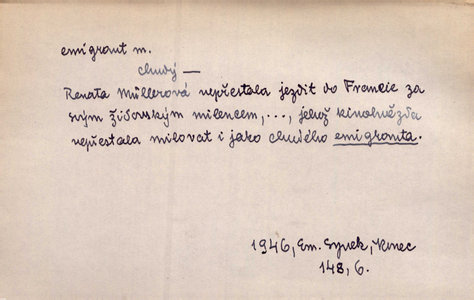 emigrant m.
chudý —
Renata Müllerová nepřestala jezdit do Francie za
svým židovským milencem,..., jehož kinohvězda
nepřestala milovat i jako chudého emigranta.
1946, Em. Synek, Konec
148, 6.